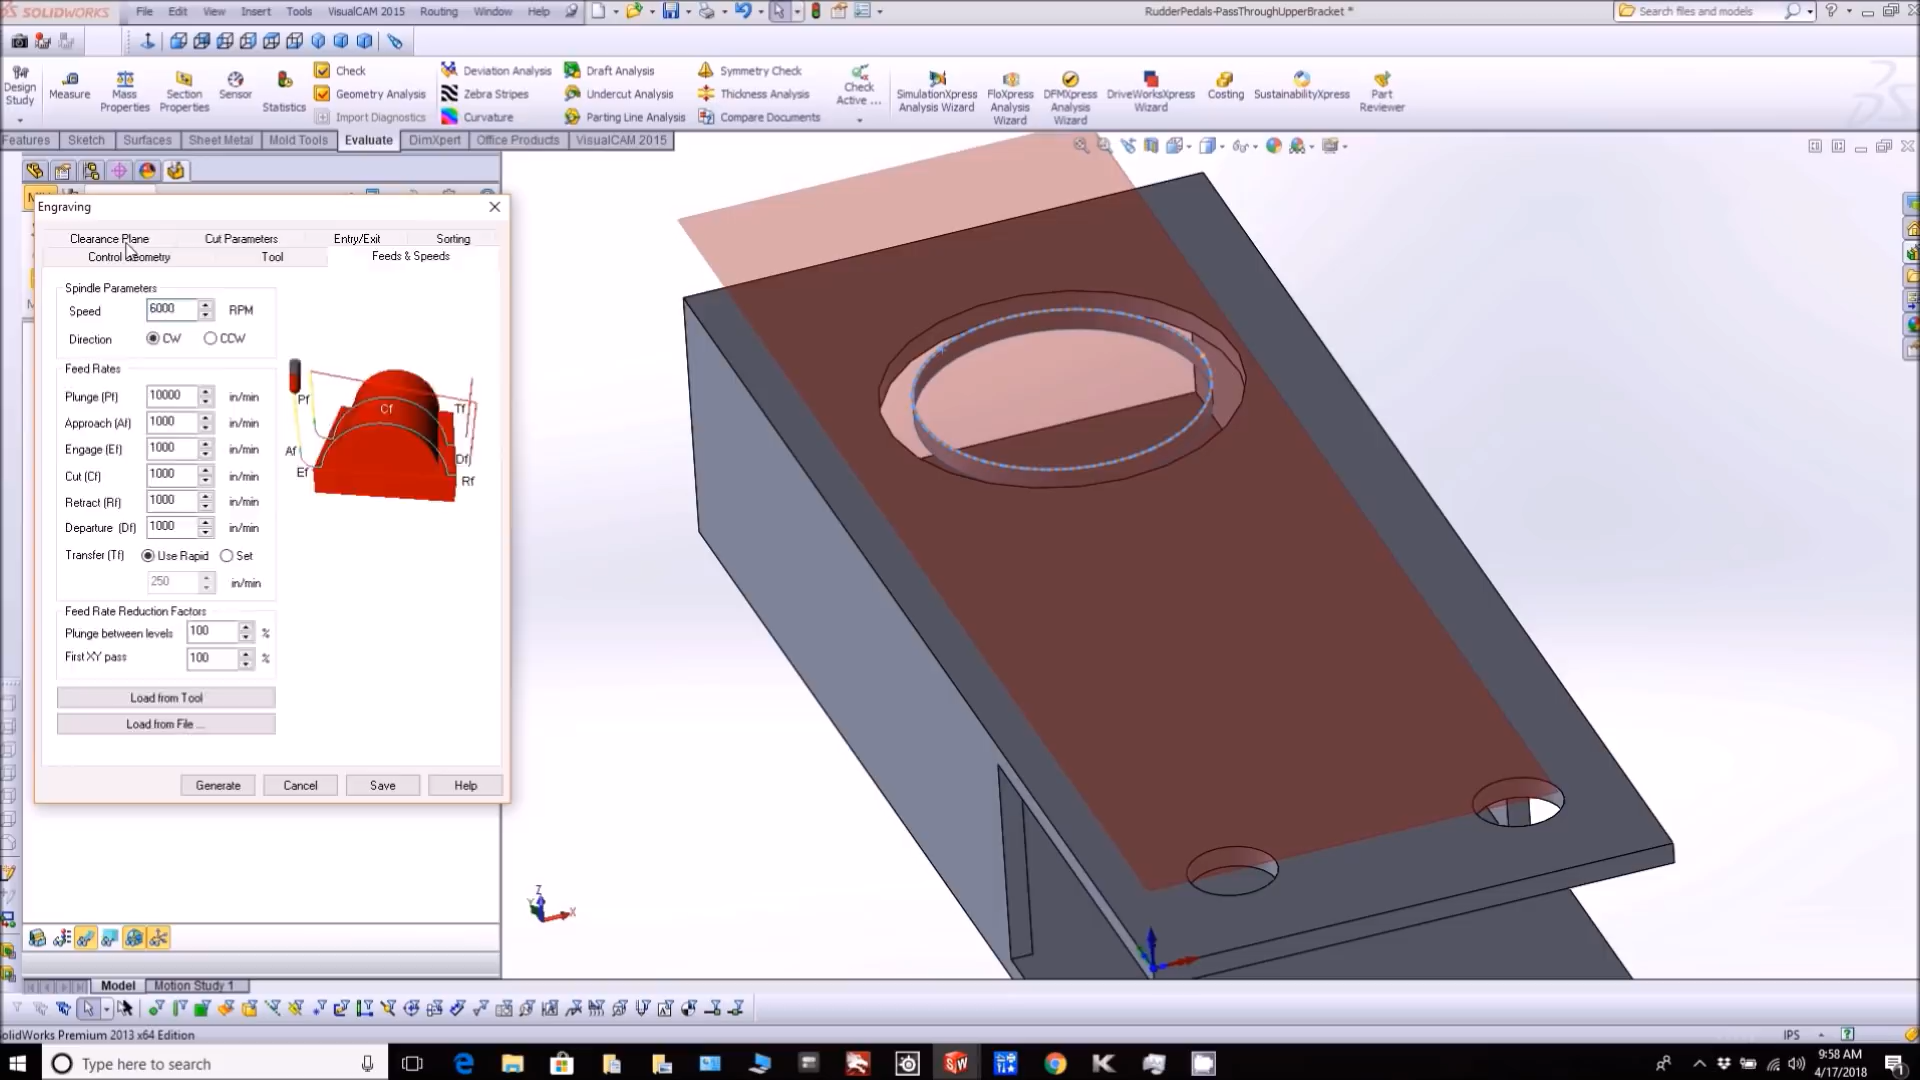 SOLIDWORKS File Edit View Insert Tools VisualCAM 2015 Routing Window Help RudderPedals-PassThroughUpperBracket * Search files and models
Design Study
Measure
Mass Properties
Section Properties
Sensor
Statistics
Check
Geometry Analysis
Import Diagnostics
Deviation Analysis
Zebra Stripes
Curvature
Draft Analysis
Undercut Analysis
Parting Line Analysis
Symmetry Check
Thickness Analysis
Compare Documents
Check Active ...
SimulationXpress Analysis Wizard
FloXpress Analysis Wizard
DFMXpress Analysis Wizard
DriveWorksXpress Wizard
Costing
SustainabilityXpress
Part Reviewer
Features Sketch Surfaces Sheet Metal Mold Tools Evaluate DimXpert Office Products VisualCAM 2015
Engraving
Clearance Plane Cut Parameters Entry/Exit Sorting
Control Geometry Tool Feeds & Speeds
Spindle Parameters
Speed 6000 RPM
Direction CW CCW
Feed Rates
Plunge (Pf) 10000 in/min
Approach (Af) 1000 in/min
Engage (Ef) 1000 in/min
Cut (Cf) 1000 in/min
Retract (Rf) 1000 in/min
Departure (Df) 1000 in/min
Transfer (Tf) Use Rapid Set
250 in/min
Pf Cf Tf
Af Df
Ef Rf
Feed Rate Reduction Factors
Plunge between levels 100 %
First XY pass 100 %
Load from Tool
Load from File ...
Generate Cancel Save Help
Z
Y X
Model Motion Study 1
SolidWorks Premium 2013 x64 Edition IPS
Type here to search
9:58 AM
4/17/2018